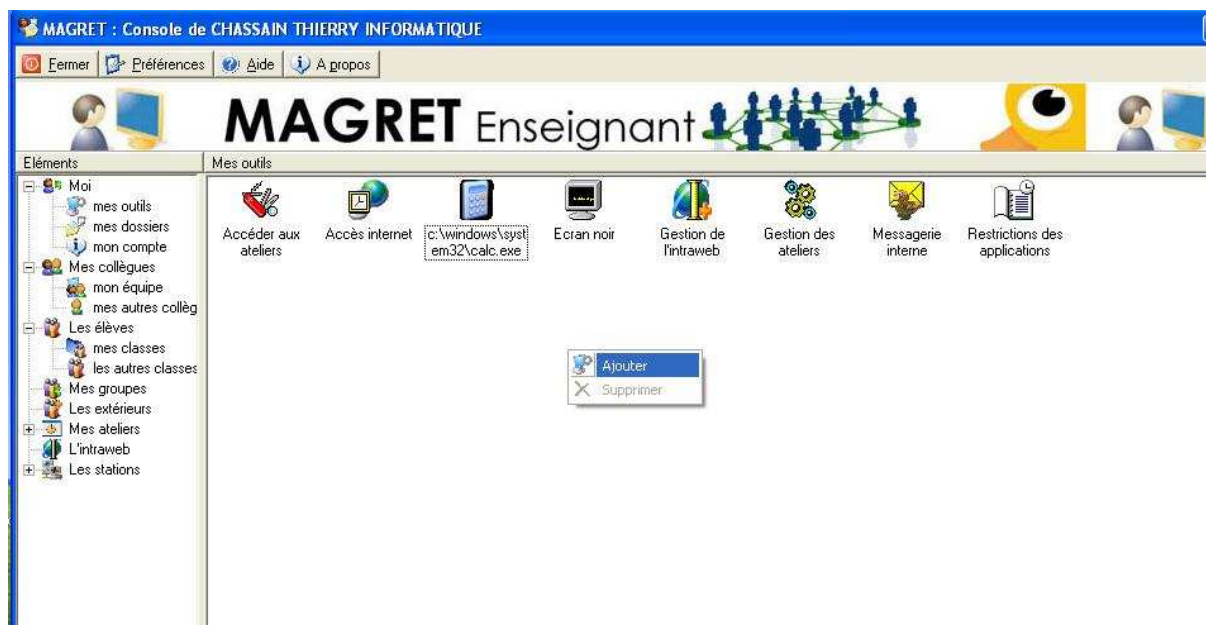 MAGRET : Console de CHASSAIN THIERRY INFORMATIQUE
Fermer Préférences Aide A propos
MAGRET Enseignant
Eléments
Mes outils
Moi
mes outils
mes dossiers
mon compte
Mes collègues
mon équipe
mes autres collèg
Les élèves
mes classes
les autres classes
Mes groupes
Les extérieurs
Mes ateliers
L'intraweb
Les stations
Accéder aux
ateliers
Accès internet
c:\windows\syst
em32\calc.exe
Ecran noir
Gestion de
l'intraweb
Gestion des
ateliers
Messagerie
interne
Restrictions des
applications
Ajouter
Supprimer